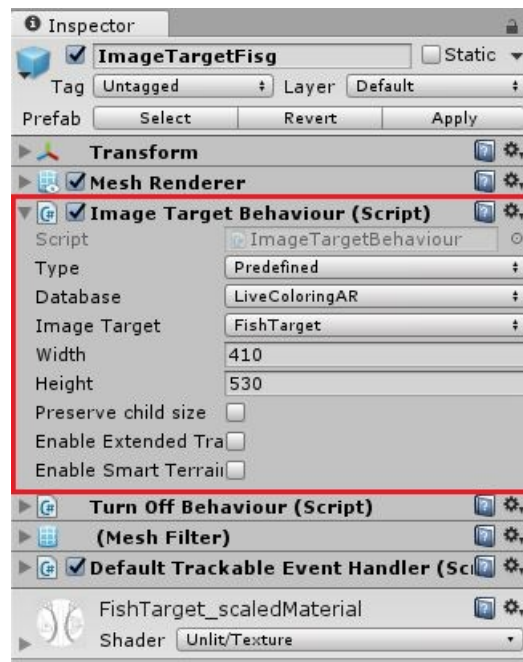 Inspector
ImageTargetFisg Static
Tag Untagged Layer Default
Prefab Select Revert Apply
Transform
Mesh Renderer
Image Target Behaviour (Script)
Script ImageTargetBehaviour
Type Predefined
Database LiveColoringAR
Image Target FishTarget
Width 410
Height 530
Preserve child size
Enable Extended Tra
Enable Smart Terrai
Turn Off Behaviour (Script)
(Mesh Filter)
Default Trackable Event Handler (Sc
FishTarget_scaledMaterial
Shader Unlit/Texture